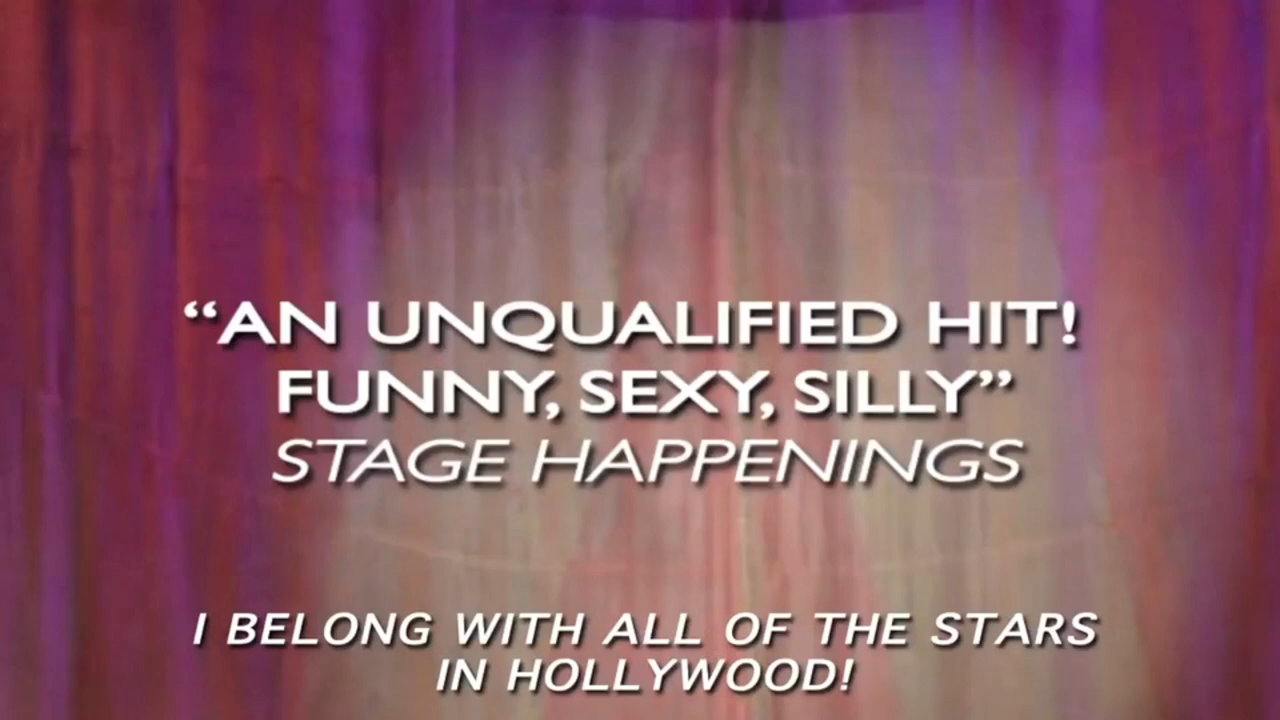 “AN UNQUALIFIED HIT!
FUNNY, SEXY, SILLY”
STAGE HAPPENINGS
I BELONG WITH ALL OF THE STARS
IN HOLLYWOOD!